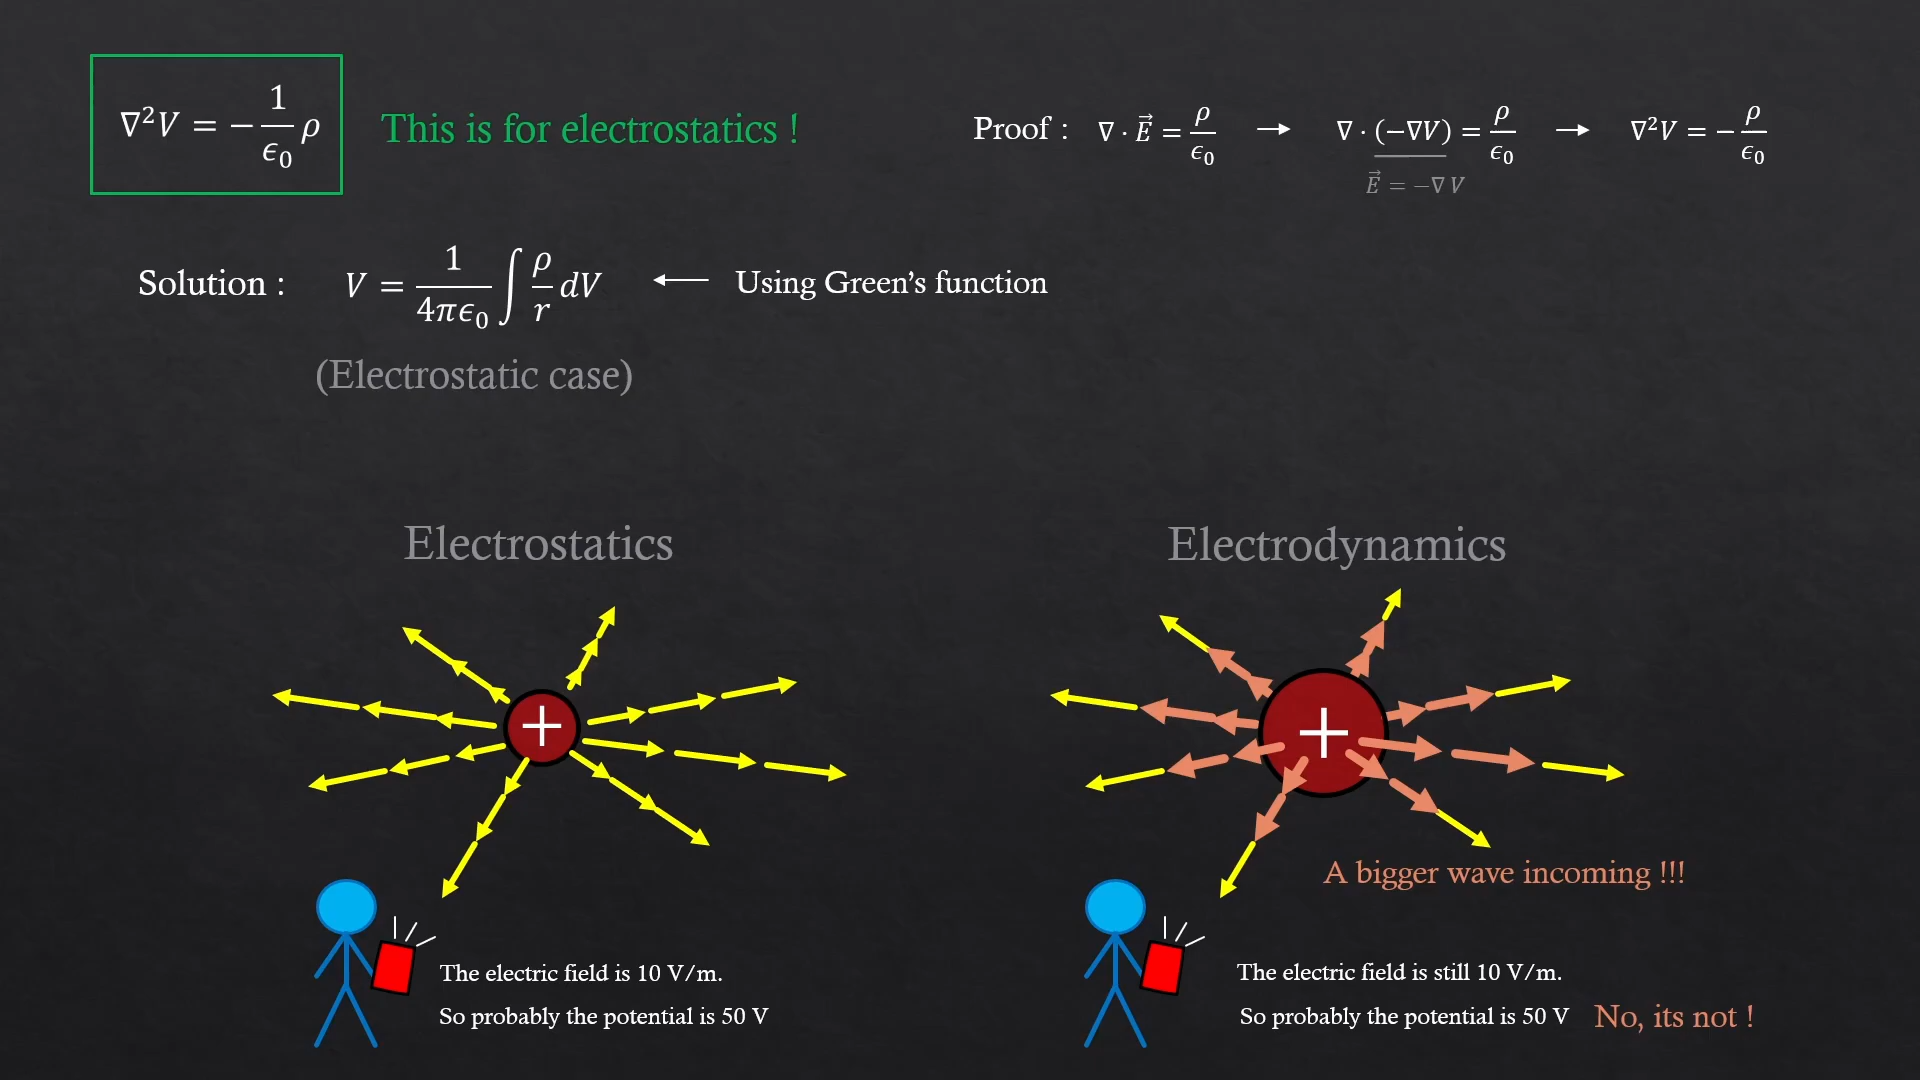 ∇²V = −1/ϵ₀ ρ
This is for electrostatics !
Proof : ∇ · E⃗ = ρ/ϵ₀ → ∇ · (−∇V) = ρ/ϵ₀ → ∇²V = −ρ/ϵ₀
E⃗ = −∇ V
Solution : V = 1/4πϵ₀ ∫ ρ/r dV ← Using Green’s function
(Electrostatic case)
Electrostatics
+
The electric field is 10 V/m.
So probably the potential is 50 V
Electrodynamics
+
A bigger wave incoming !!!
The electric field is still 10 V/m.
So probably the potential is 50 V
No, its not !